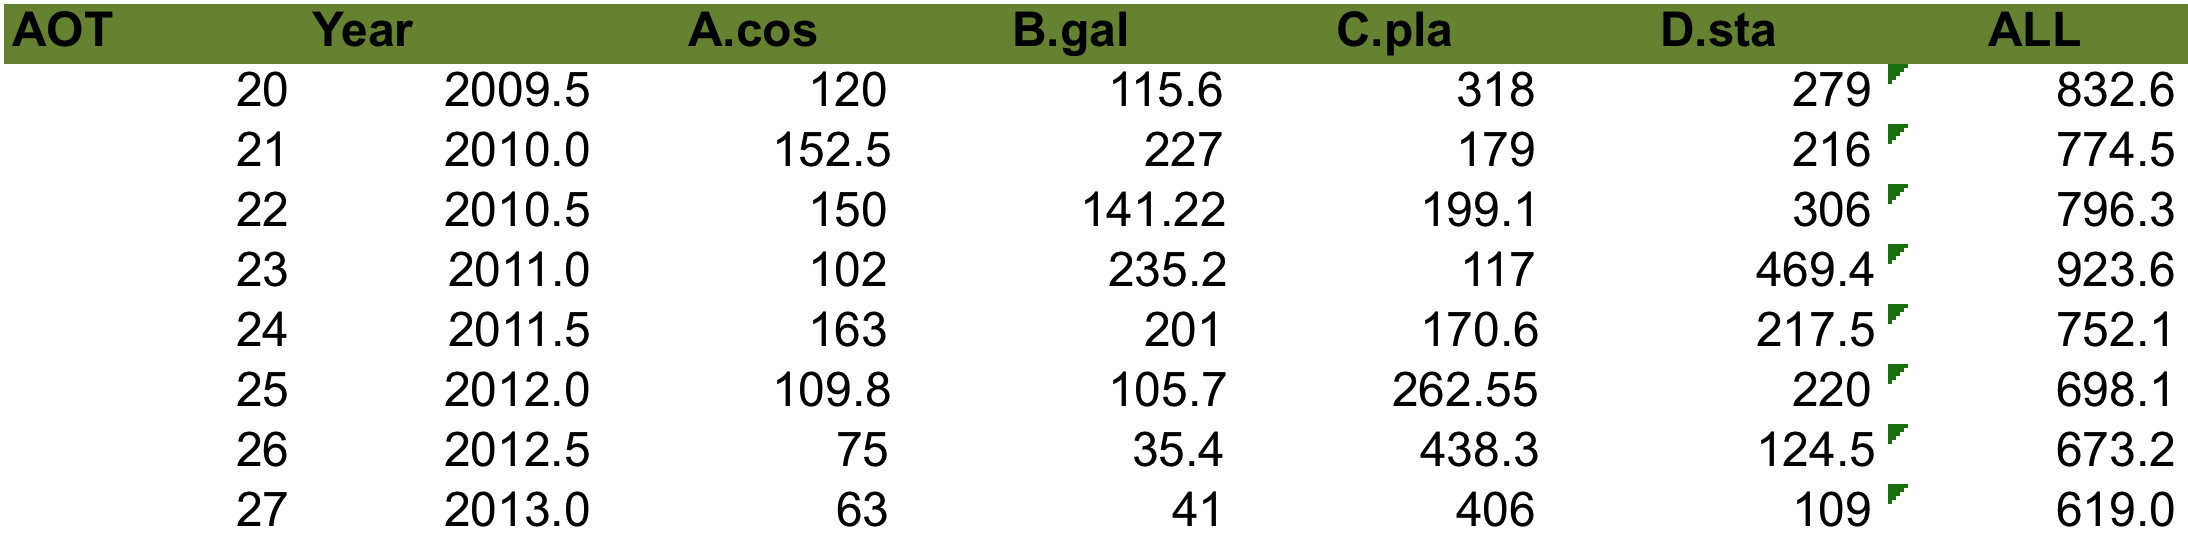 AOT Year A.cos B.gal C.pla D.sta ALL
20 2009.5 120 115.6 318 279 832.6
21 2010.0 152.5 227 179 216 774.5
22 2010.5 150 141.22 199.1 306 796.3
23 2011.0 102 235.2 117 469.4 923.6
24 2011.5 163 201 170.6 217.5 752.1
25 2012.0 109.8 105.7 262.55 220 698.1
26 2012.5 75 35.4 438.3 124.5 673.2
27 2013.0 63 41 406 109 619.0